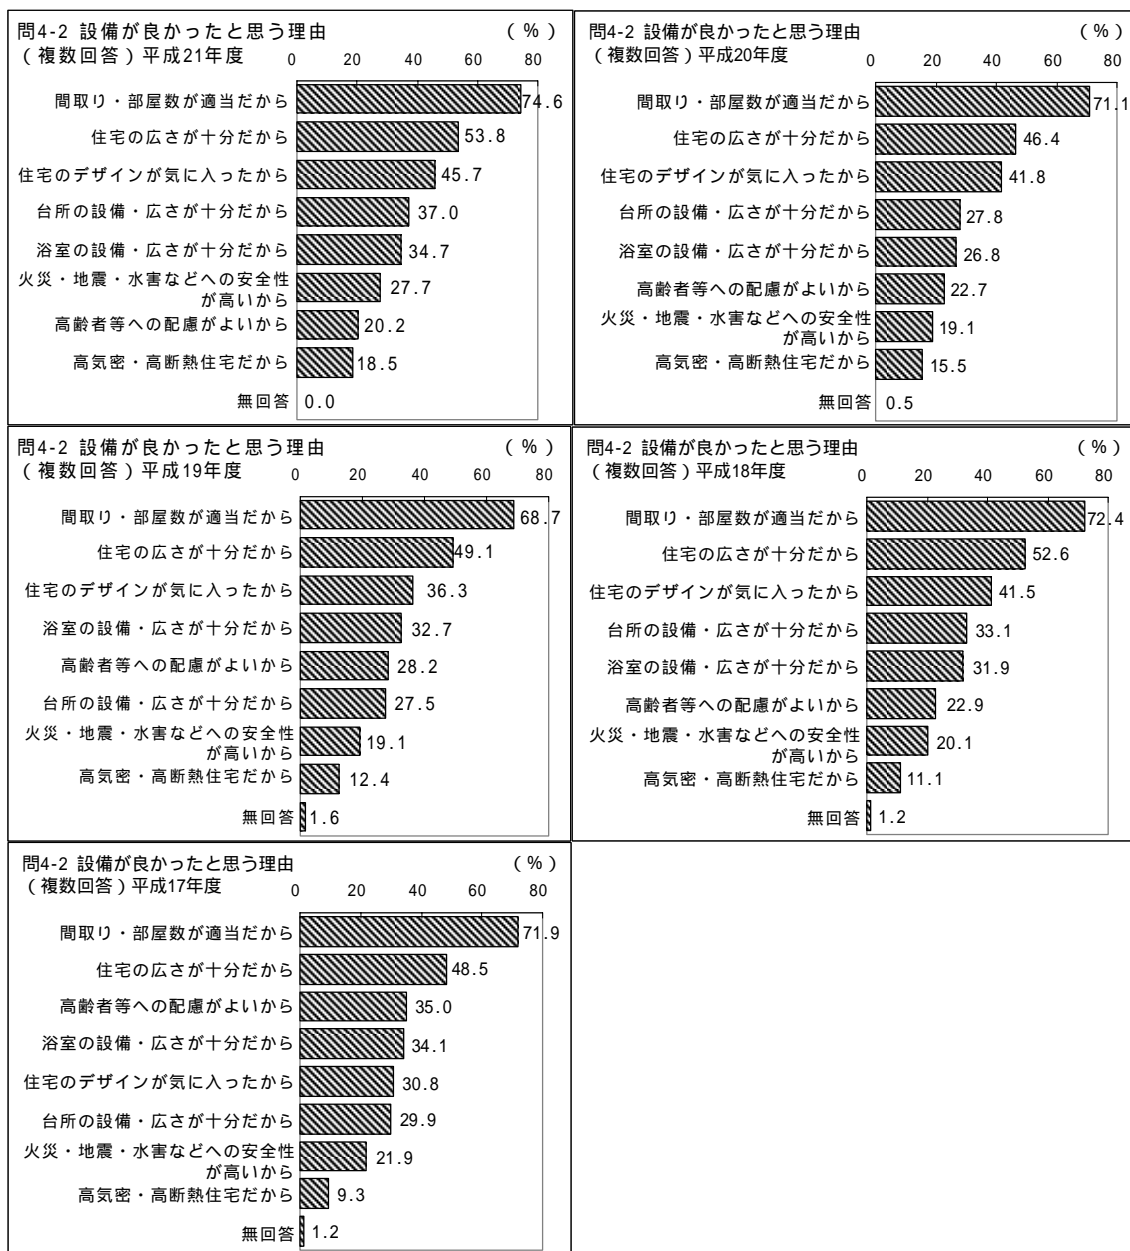 問4-2 設備が良かったと思う理由 (%)
(複数回答)平成21年度
0 20 40 60 80
間取り・部屋数が適当だから 74.6
住宅の広さが十分だから 53.8
住宅のデザインが気に入ったから 45.7
台所の設備・広さが十分だから 37.0
浴室の設備・広さが十分だから 34.7
火災・地震・水害などへの安全性
が高いから 27.7
高齢者等への配慮がよいから 20.2
高気密・高断熱住宅だから 18.5
無回答 0.0
問4-2 設備が良かったと思う理由 (%)
(複数回答)平成20年度
0 20 40 60 80
間取り・部屋数が適当だから 71.1
住宅の広さが十分だから 46.4
住宅のデザインが気に入ったから 41.8
台所の設備・広さが十分だから 27.8
浴室の設備・広さが十分だから 26.8
高齢者等への配慮がよいから 22.7
火災・地震・水害などへの安全性
が高いから 19.1
高気密・高断熱住宅だから 15.5
無回答 0.5
問4-2 設備が良かったと思う理由 (%)
(複数回答)平成19年度
0 20 40 60 80
間取り・部屋数が適当だから 68.7
住宅の広さが十分だから 49.1
住宅のデザインが気に入ったから 36.3
浴室の設備・広さが十分だから 32.7
高齢者等への配慮がよいから 28.2
台所の設備・広さが十分だから 27.5
火災・地震・水害などへの安全性
が高いから 19.1
高気密・高断熱住宅だから 12.4
無回答 1.6
問4-2 設備が良かったと思う理由 (%)
(複数回答)平成18年度
0 20 40 60 80
間取り・部屋数が適当だから 72.4
住宅の広さが十分だから 52.6
住宅のデザインが気に入ったから 41.5
台所の設備・広さが十分だから 33.1
浴室の設備・広さが十分だから 31.9
高齢者等への配慮がよいから 22.9
火災・地震・水害などへの安全性
が高いから 20.1
高気密・高断熱住宅だから 11.1
無回答 1.2
問4-2 設備が良かったと思う理由 (%)
(複数回答)平成17年度
0 20 40 60 80
間取り・部屋数が適当だから 71.9
住宅の広さが十分だから 48.5
高齢者等への配慮がよいから 35.0
浴室の設備・広さが十分だから 34.1
住宅のデザインが気に入ったから 30.8
台所の設備・広さが十分だから 29.9
火災・地震・水害などへの安全性
が高いから 21.9
高気密・高断熱住宅だから 9.3
無回答 1.2